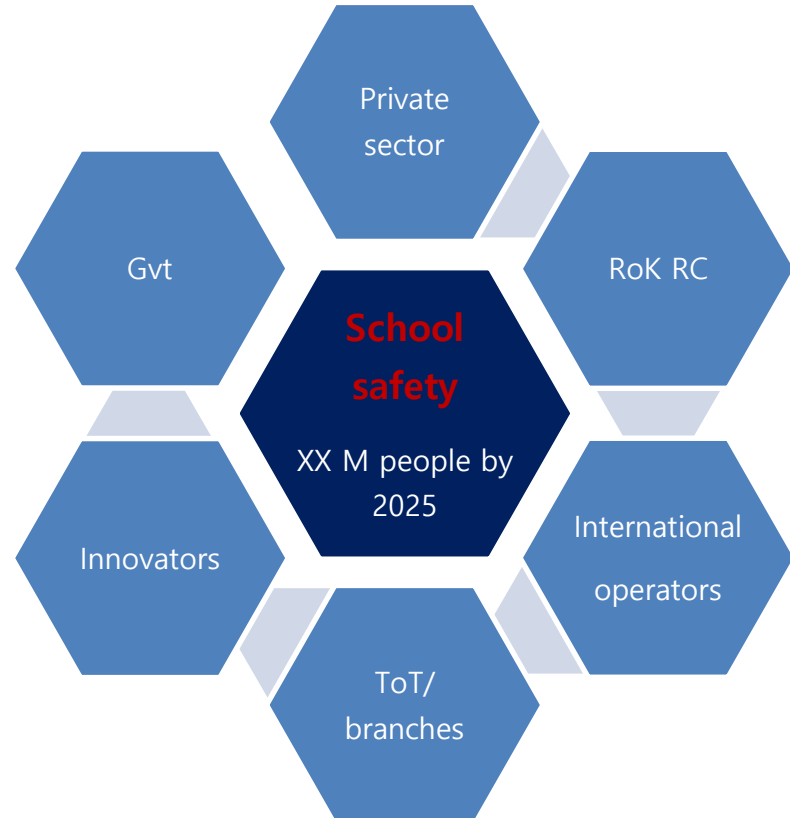 Private
sector
Gvt
RoK RC
School
safety
XX M people by
2025
Innovators
International
operators
ToT/
branches